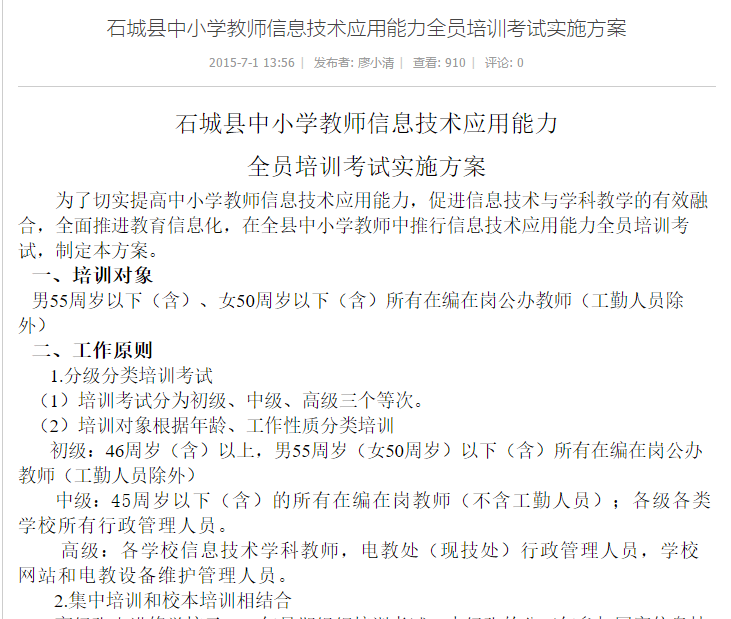 石城县中小学教师信息技术应用能力全员培训考试实施方案
2015-7-1 13:56｜ 发布者: 廖小清｜ 查看: 910｜ 评论: 0
石城县中小学教师信息技术应用能力
全员培训考试实施方案
为了切实提高中小学教师信息技术应用能力，促进信息技术与学科教学的有效融
合，全面推进教育信息化，在全县中小学教师中推行信息技术应用能力全员培训考
试，制定本方案。
一、培训对象
男55周岁以下（含）、女50周岁以下（含）所有在编在岗公办教师（工勤人员除
外）
二、工作原则
1.分级分类培训考试
（1）培训考试分为初级、中级、高级三个等次。
（2）培训对象根据年龄、工作性质分类培训
初级：46周岁（含）以上，男55周岁（女50周岁）以下（含）所有在编在岗公办
教师（工勤人员除外）
中级：45周岁以下（含）的所有在编在岗教师（不含工勤人员）；各级各类
学校所有行政管理人员。
高级：各学校信息技术学科教师，电教处（现技处）行政管理人员，学校
网站和电教设备维护管理人员。
2.集中培训和校本培训相结合